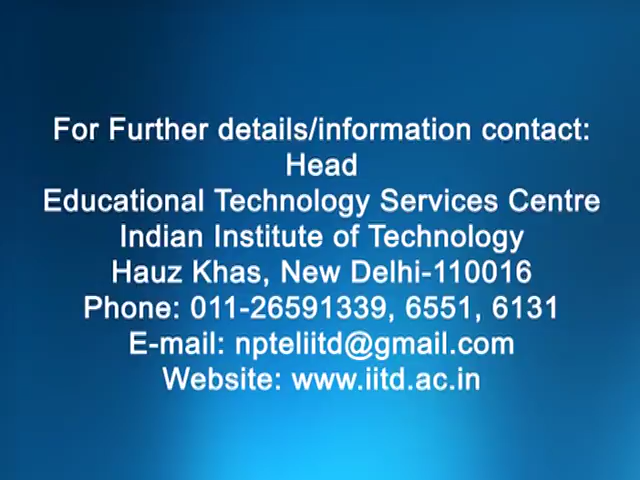 For Further details/information contact:
Head
Educational Technology Services Centre
Indian Institute of Technology
Hauz Khas, New Delhi-110016
Phone: 011-26591339, 6551, 6131
E-mail: npteliitd@gmail.com
Website: www.iitd.ac.in